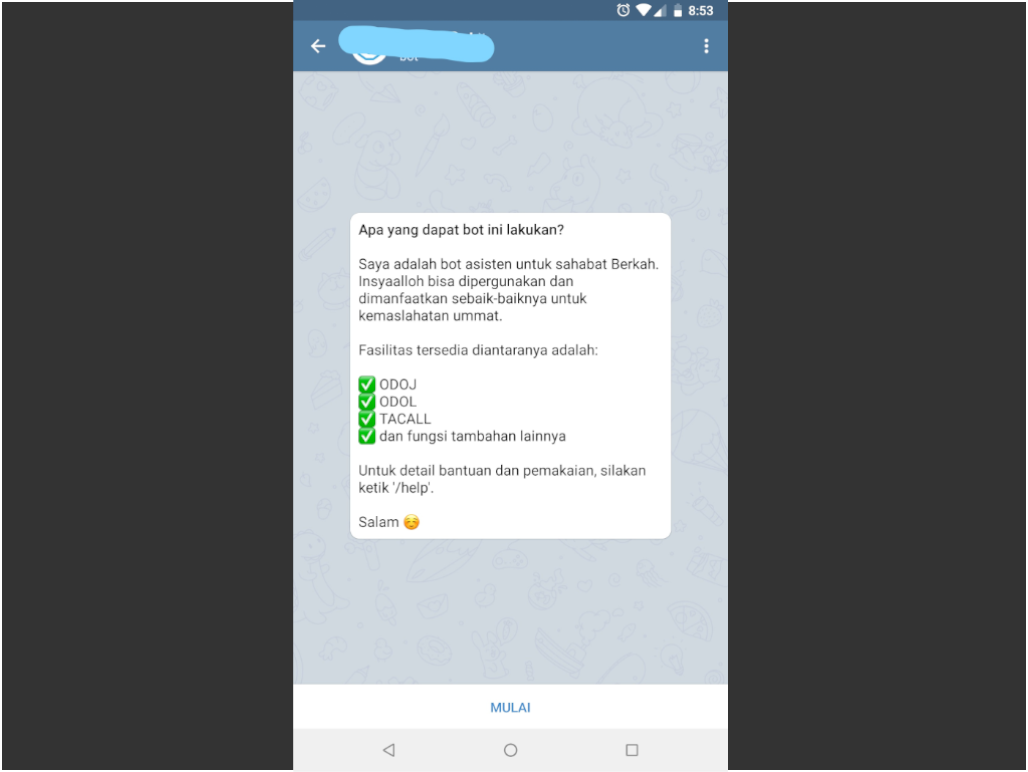 8:53
Apa yang dapat bot ini lakukan?
Saya adalah bot asisten untuk sahabat Berkah.
Insyaalloh bisa dipergunakan dan
dimanfaatkan sebaik-baiknya untuk
kemaslahatan ummat.
Fasilitas tersedia diantaranya adalah:
✅ ODOJ
✅ ODOL
✅ TACALL
✅ dan fungsi tambahan lainnya
Untuk detail bantuan dan pemakaian, silakan
ketik '/help'.
Salam ☺️
MULAI